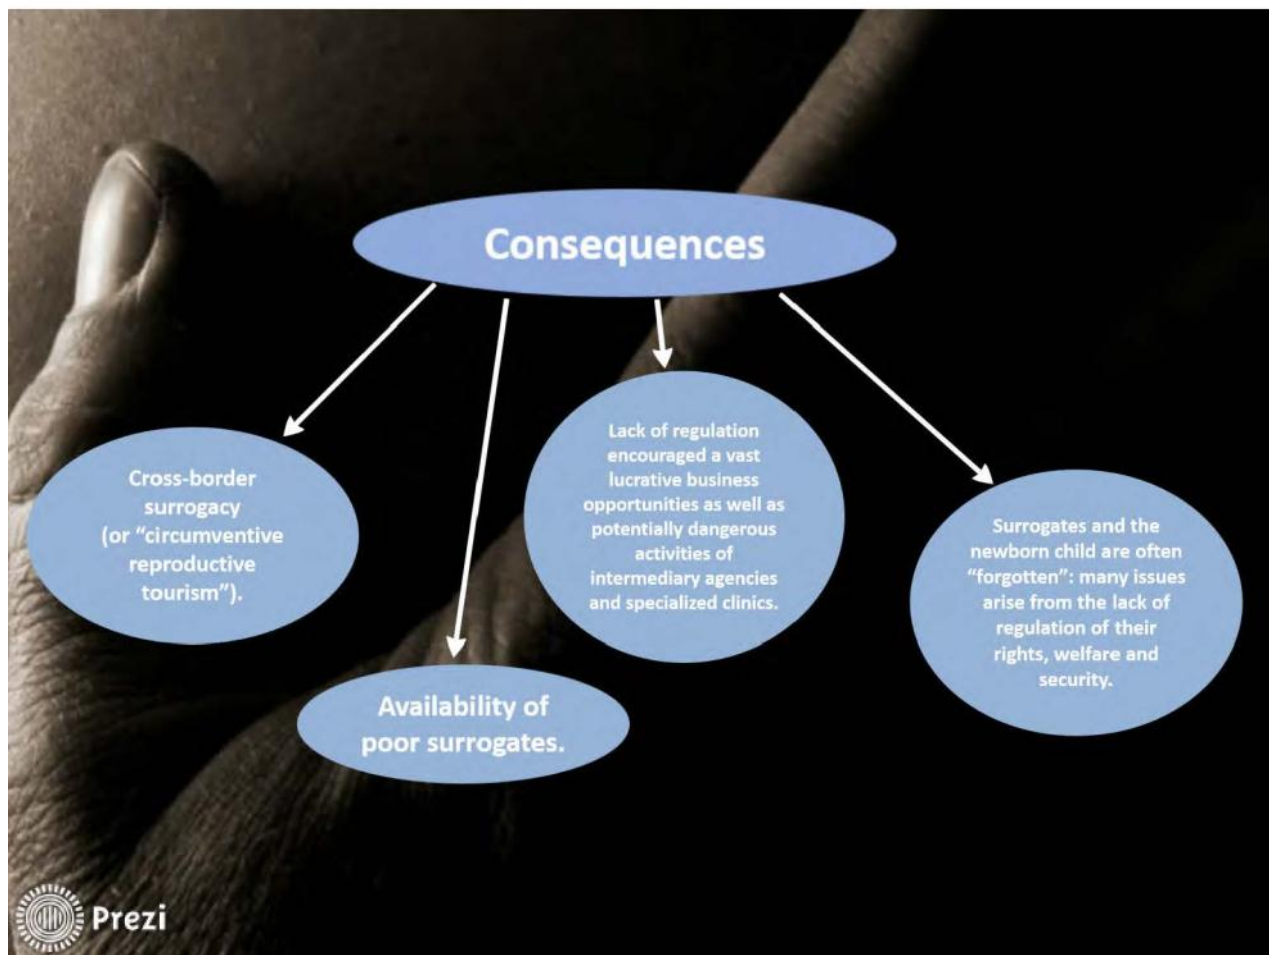 Consequences
Cross-border
surrogacy
(or “circumventive
reproductive
tourism”).
Availability of
poor surrogates.
Lack of regulation
encouraged a vast
lucrative business
opportunities as well as
potentially dangerous
activities of
intermediary agencies
and specialized clinics.
Surrogates and the
newborn child are often
“forgotten”: many issues
arise from the lack of
regulation of their
rights, welfare and
security.
Prezi